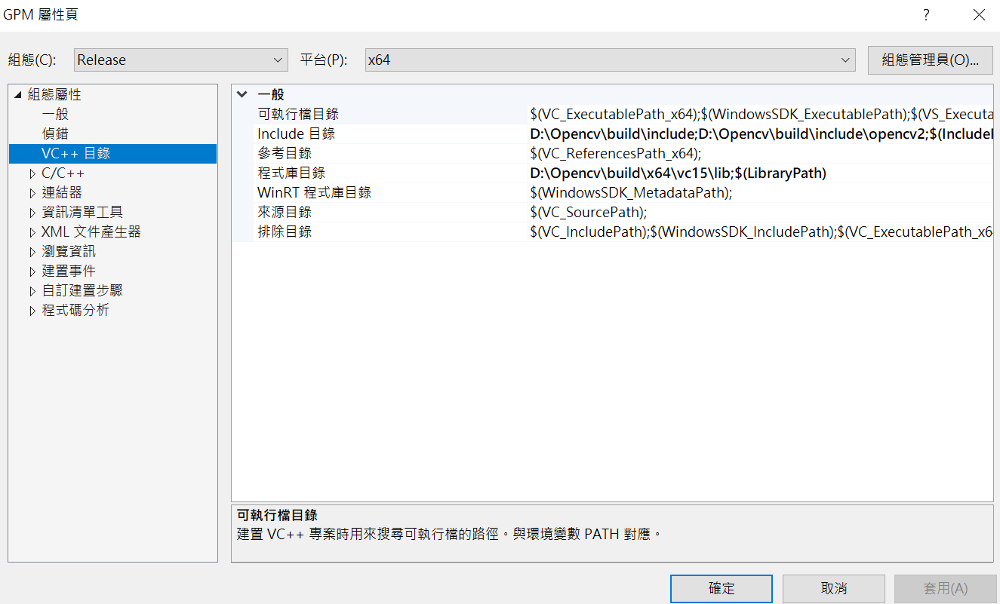 GPM 屬性頁
?
組態(C):
Release
平台(P):
x64
組態管理員(O)...
組態屬性
一般
偵錯
VC++ 目錄
C/C++
連結器
資訊清單工具
XML 文件產生器
瀏覽資訊
建置事件
自訂建置步驟
程式碼分析
一般
可執行檔目錄 $(VC_ExecutablePath_x64);$(WindowsSDK_ExecutablePath);$(VS_Executa
Include 目錄 D:\Opencv\build\include;D:\Opencv\build\include\opencv2;$(Include
參考目錄 $(VC_ReferencesPath_x64);
程式庫目錄 D:\Opencv\build\x64\vc15\lib;$(LibraryPath)
WinRT 程式庫目錄 $(WindowsSDK_MetadataPath);
來源目錄 $(VC_SourcePath);
排除目錄 $(VC_IncludePath);$(WindowsSDK_IncludePath);$(VC_ExecutablePath_x6
可執行檔目錄
建置 VC++ 專案時用來搜尋可執行檔的路徑。與環境變數 PATH 對應。
確定
取消
套用(A)